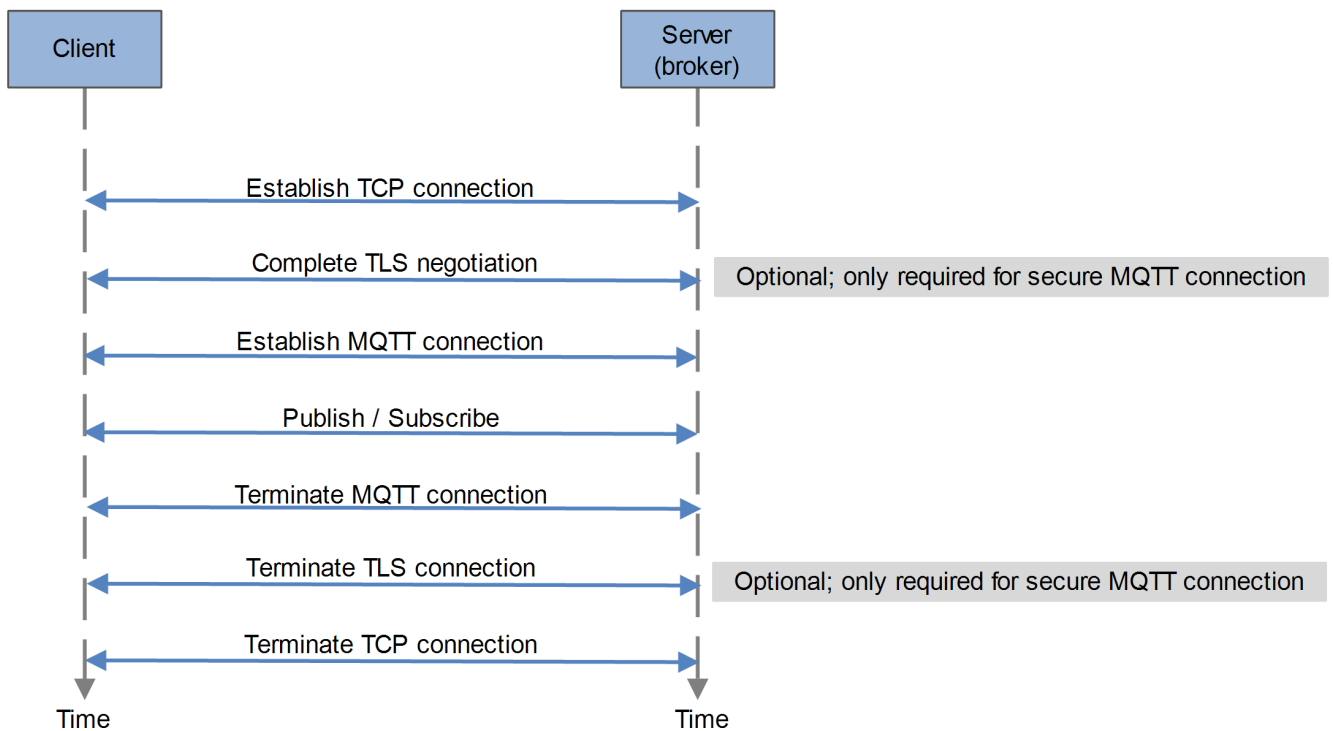 Client
Server
(broker)
Establish TCP connection
Complete TLS negotiation
Optional; only required for secure MQTT connection
Establish MQTT connection
Publish / Subscribe
Terminate MQTT connection
Terminate TLS connection
Optional; only required for secure MQTT connection
Terminate TCP connection
Time
Time